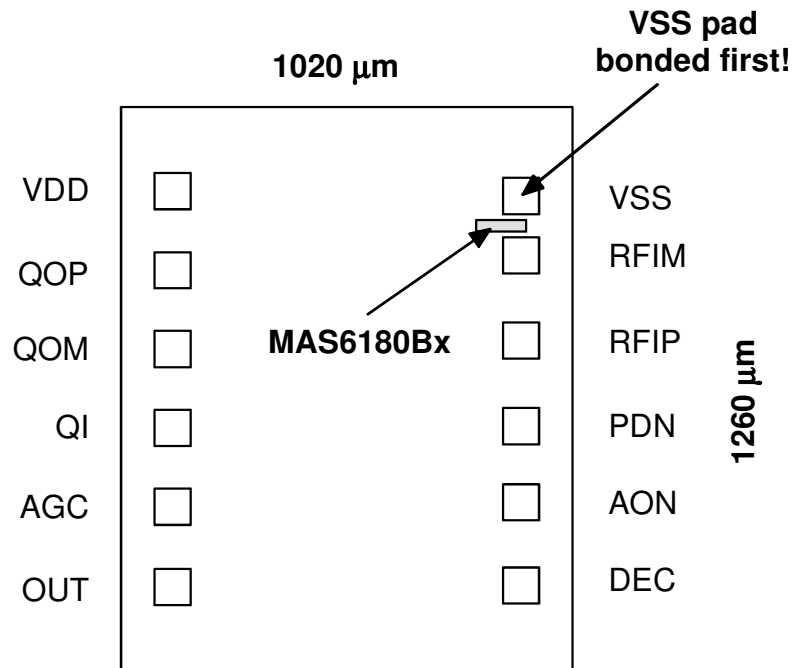 VSS pad
bonded first!
1020 µm
VDD
VSS
QOP
RFIM
QOM
MAS6180Bx
RFIP
QI
PDN
1260 µm
AGC
AON
OUT
DEC